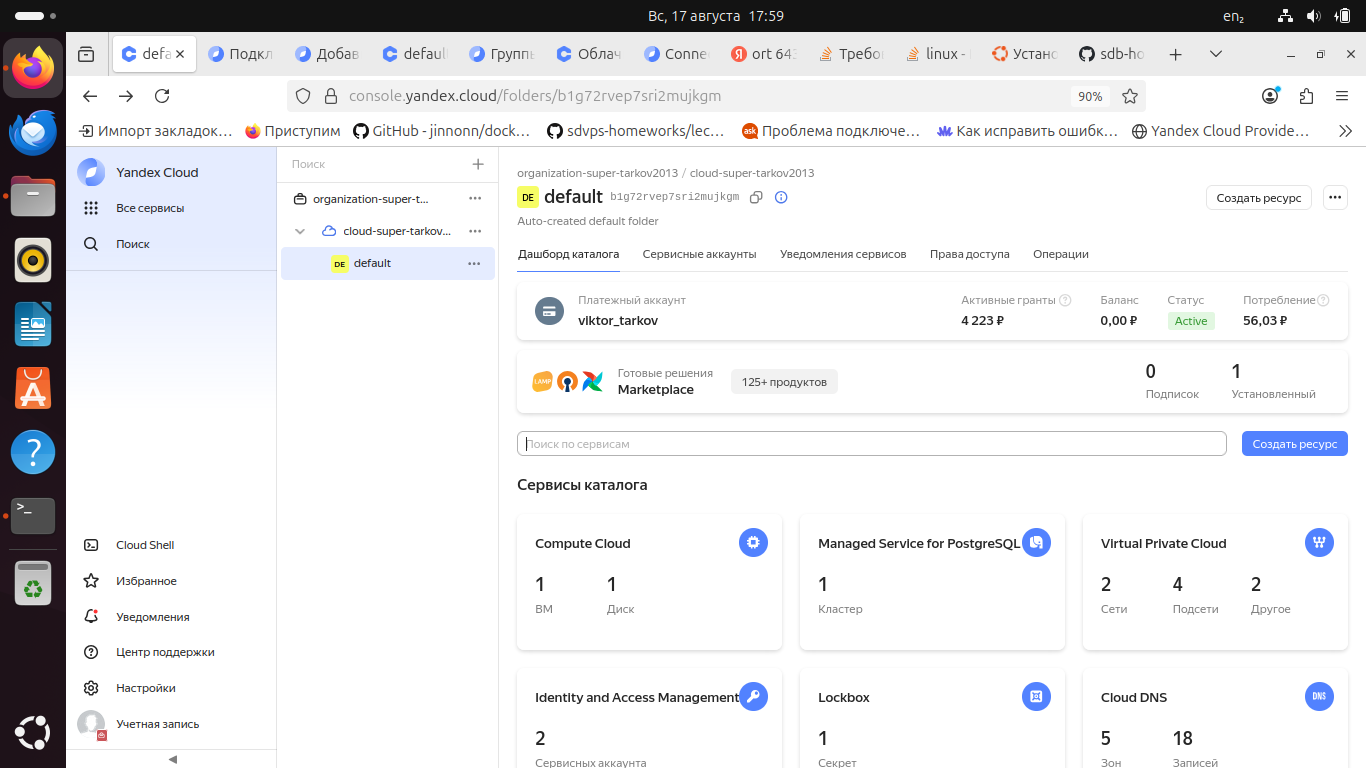 Вс, 17 августа 17:59
en₂
defa
Подкл
Добав
default
Группы
Облач
Connec
ort 643
Требо
linux -
Устано
sdb-ho
console.yandex.cloud/folders/b1g72rvep7sri2mujkgm
90%
Импорт закладок…
Приступим
GitHub - jinnonn/dock…
sdvps-homeworks/lec…
ask
Проблема подключе…
Как исправить ошибк…
Yandex Cloud Provide…
Yandex Cloud
Все сервисы
Поиск
Cloud Shell
Избранное
Уведомления
Центр поддержки
Настройки
Учетная запись
Поиск
organization-super-t...
cloud-super-tarkov...
DE default
organization-super-tarkov2013 / cloud-super-tarkov2013
DE default b1g72rvep7sri2mujkgm
Создать ресурс
Auto-created default folder
Дашборд каталога
Сервисные аккаунты
Уведомления сервисов
Права доступа
Операции
Платежный аккаунт
viktor_tarkov
Активные гранты
4 223 ₽
Баланс
0,00 ₽
Статус
Active
Потребление
56,03 ₽
LAMP
Готовые решения
Marketplace
125+ продуктов
0
Подписок
1
Установленный
Поиск по сервисам
Создать ресурс
Сервисы каталога
Compute Cloud
1
ВМ
1
Диск
Managed Service for PostgreSQL
1
Кластер
Virtual Private Cloud
2
Сети
4
Подсети
2
Другое
Identity and Access Management
2
Сервисных аккаунта
Lockbox
1
Секрет
Cloud DNS
DNS
5
Зон
18
Записей